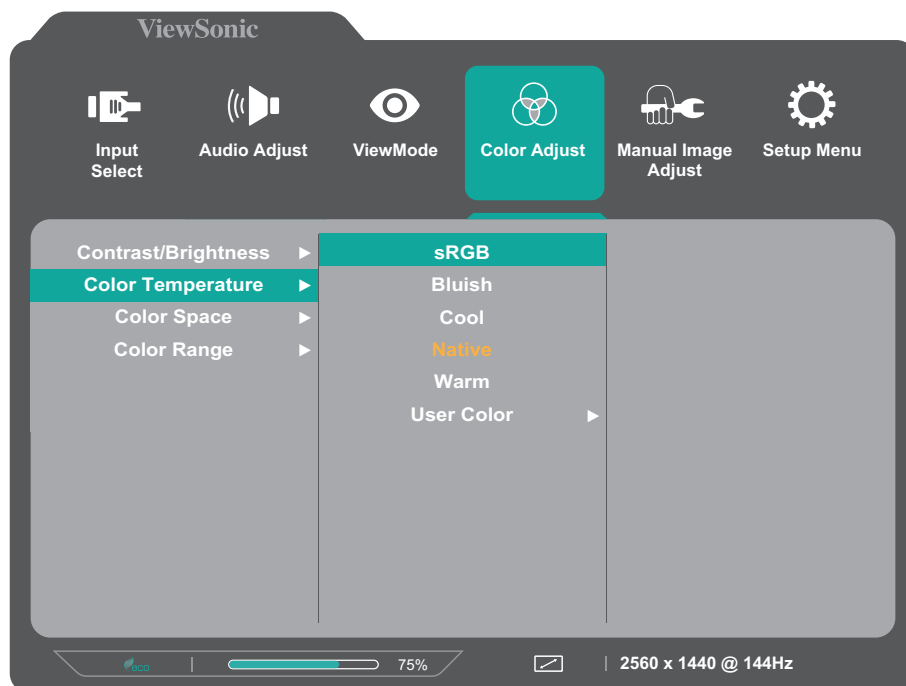 ViewSonic
Input
Select
Audio Adjust
ViewMode
Color Adjust
Manual Image
Adjust
Setup Menu
Contrast/Brightness
Color Temperature
Color Space
Color Range
sRGB
Bluish
Cool
Native
Warm
User Color
eco
75%
2560 x 1440 @ 144Hz